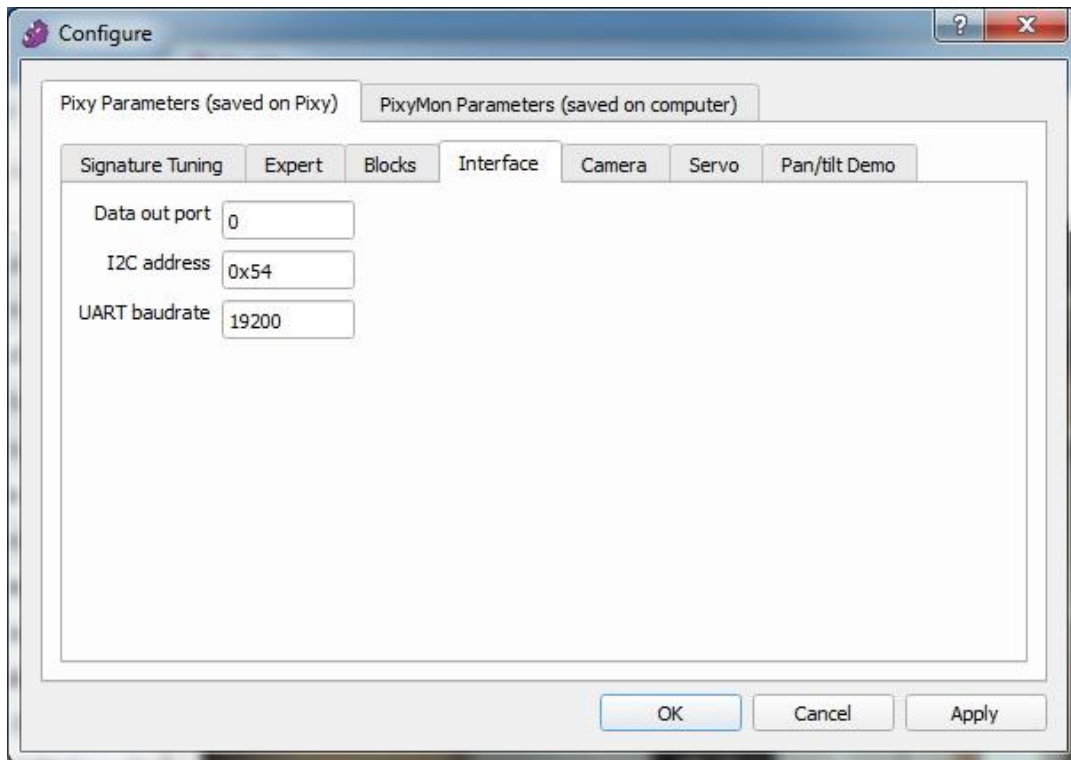 Configure
Pixy Parameters (saved on Pixy) PixyMon Parameters (saved on computer)
Signature Tuning Expert Blocks Interface Camera Servo Pan/tilt Demo
Data out port 0
I2C address 0x54
UART baudrate 19200
OK Cancel Apply